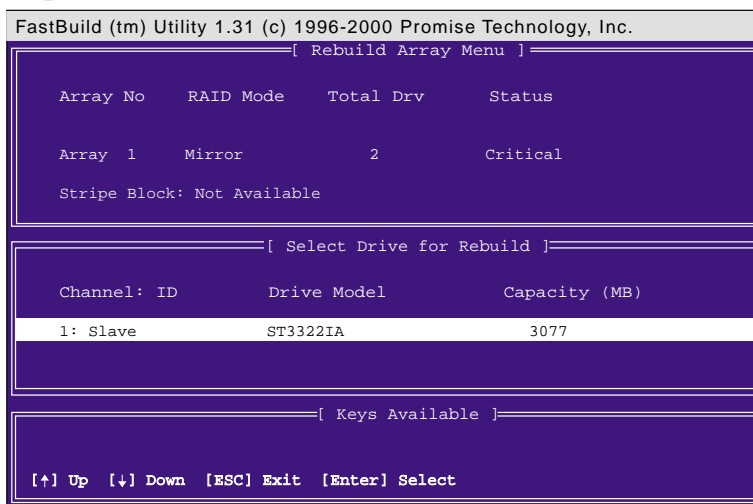 FastBuild (tm) Utility 1.31 (c) 1996-2000 Promise Technology, Inc.
[ Rebuild Array Menu ]
Array No RAID Mode Total Drv Status
Array 1 Mirror 2 Critical
Stripe Block: Not Available
[ Select Drive for Rebuild ]
Channel: ID Drive Model Capacity (MB)
1: Slave ST3322IA 3077
[ Keys Available ]
[↑] Up [↓] Down [ESC] Exit [Enter] Select